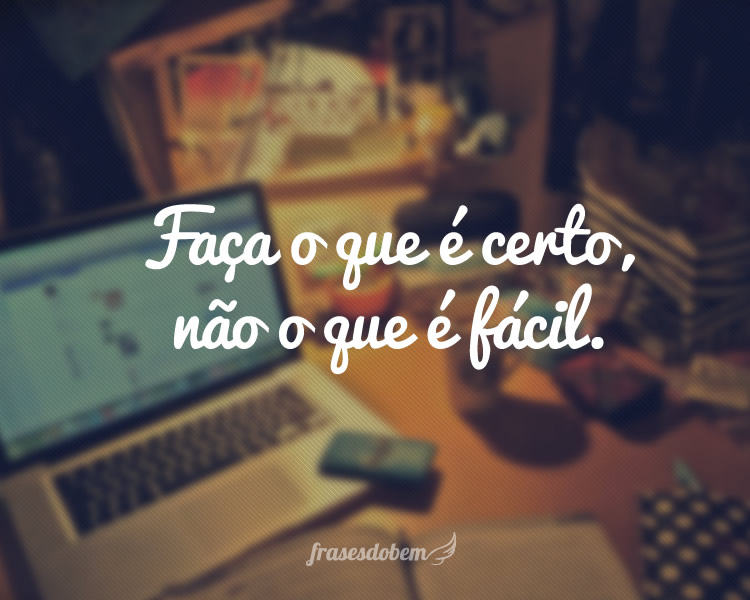 Faça o que é certo,
não o que é fácil.
frasesdobem